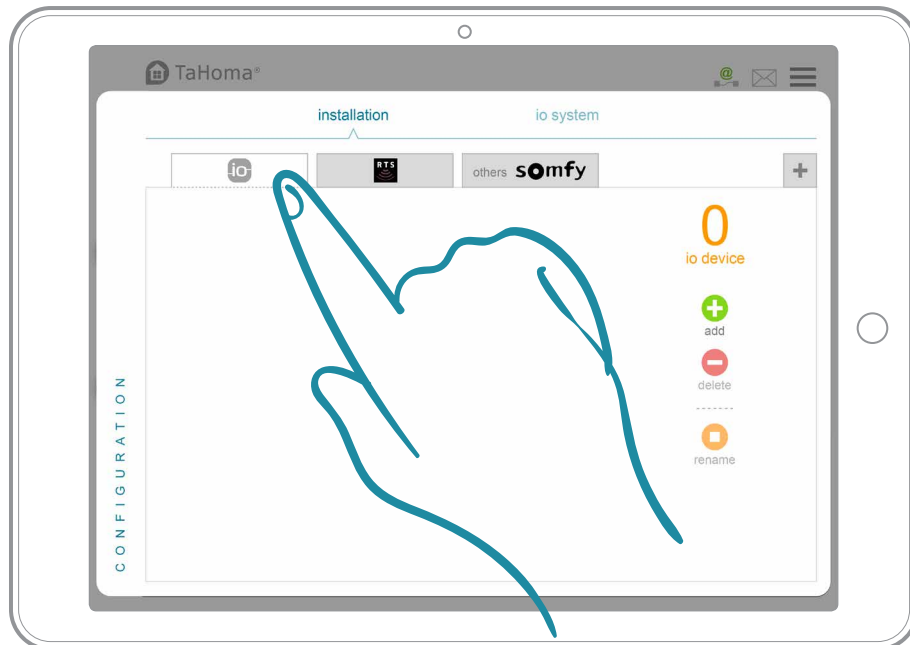 TaHoma®
@
installation
io system
io
RTS
others somfy
0
io device
add
delete
rename
CONFIGURATION